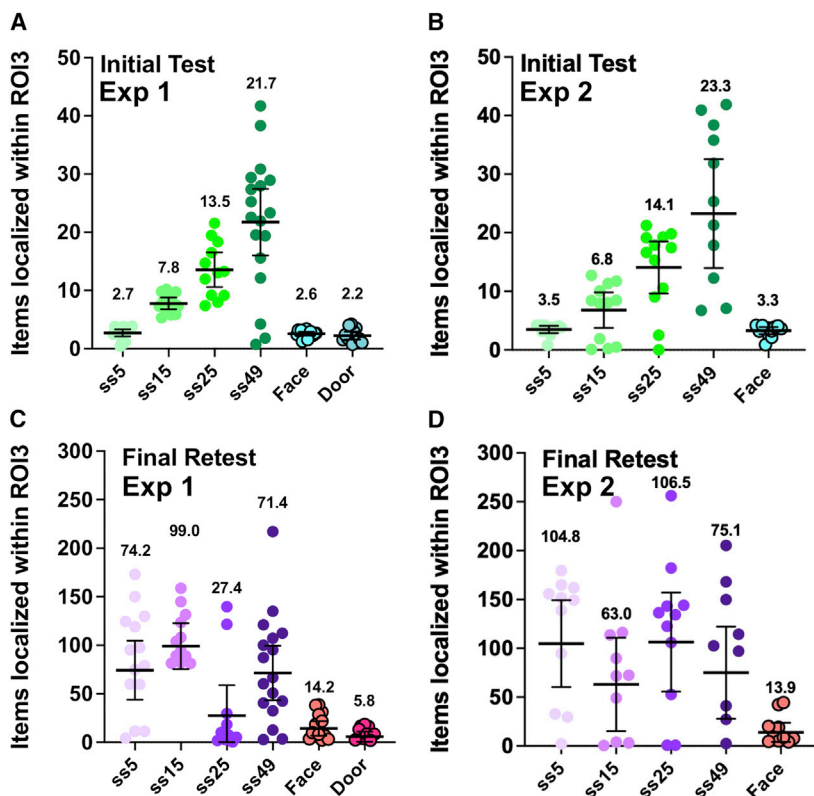 A
Items localized within ROI3
Initial Test
Exp 1
50
40
30
20
10
0
2.7
7.8
13.5
21.7
2.6
2.2
ss5
ss15
ss25
ss49
Face
Door
B
Items localized within ROI3
Initial Test
Exp 2
50
40
30
20
10
0
3.5
6.8
14.1
23.3
3.3
ss5
ss15
ss25
ss49
Face
C
Items localized within ROI3
Final Retest
Exp 1
300
250
200
150
100
50
0
74.2
99.0
27.4
71.4
14.2
5.8
ss5
ss15
ss25
ss49
Face
Door
D
Items localized within ROI3
Final Retest
Exp 2
300
250
200
150
100
50
0
104.8
63.0
106.5
75.1
13.9
ss5
ss15
ss25
ss49
Face